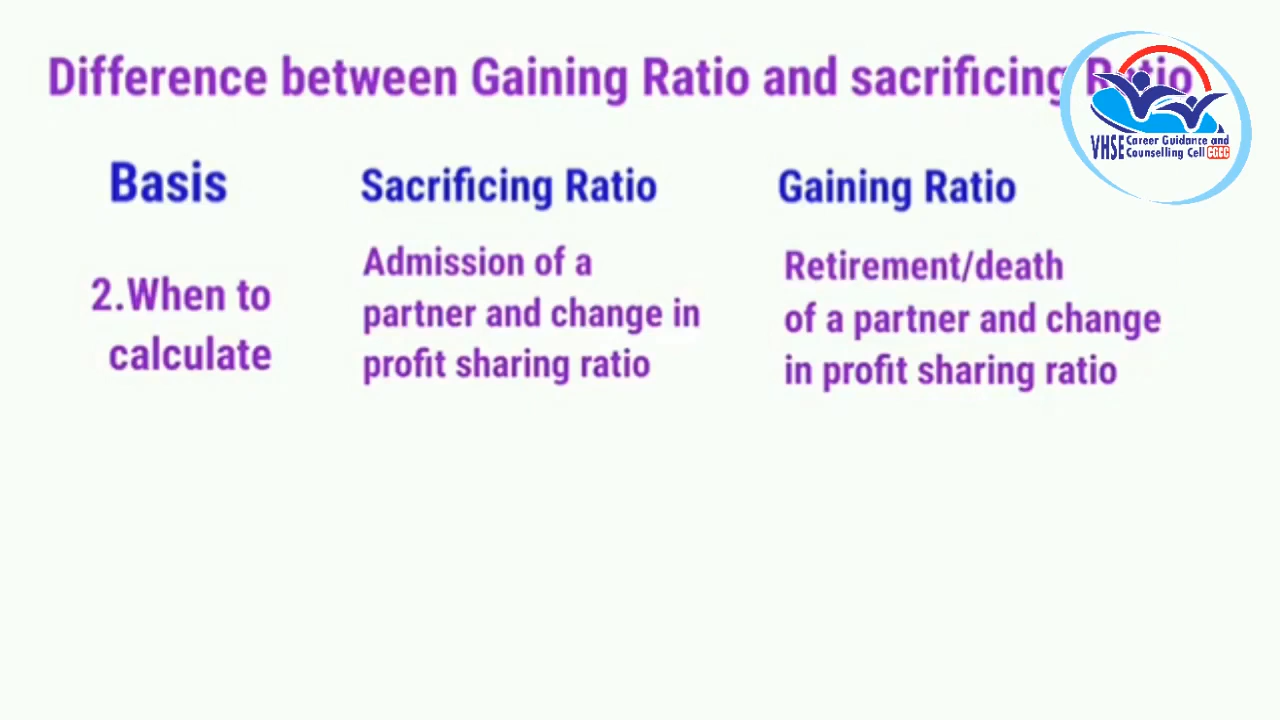 Difference between Gaining Ratio and sacrificing Ratio
VHSE Career Guidance and
Counselling Cell CGCC
Basis
Sacrificing Ratio
Gaining Ratio
2.When to
calculate
Admission of a
partner and change in
profit sharing ratio
Retirement/death
of a partner and change
in profit sharing ratio